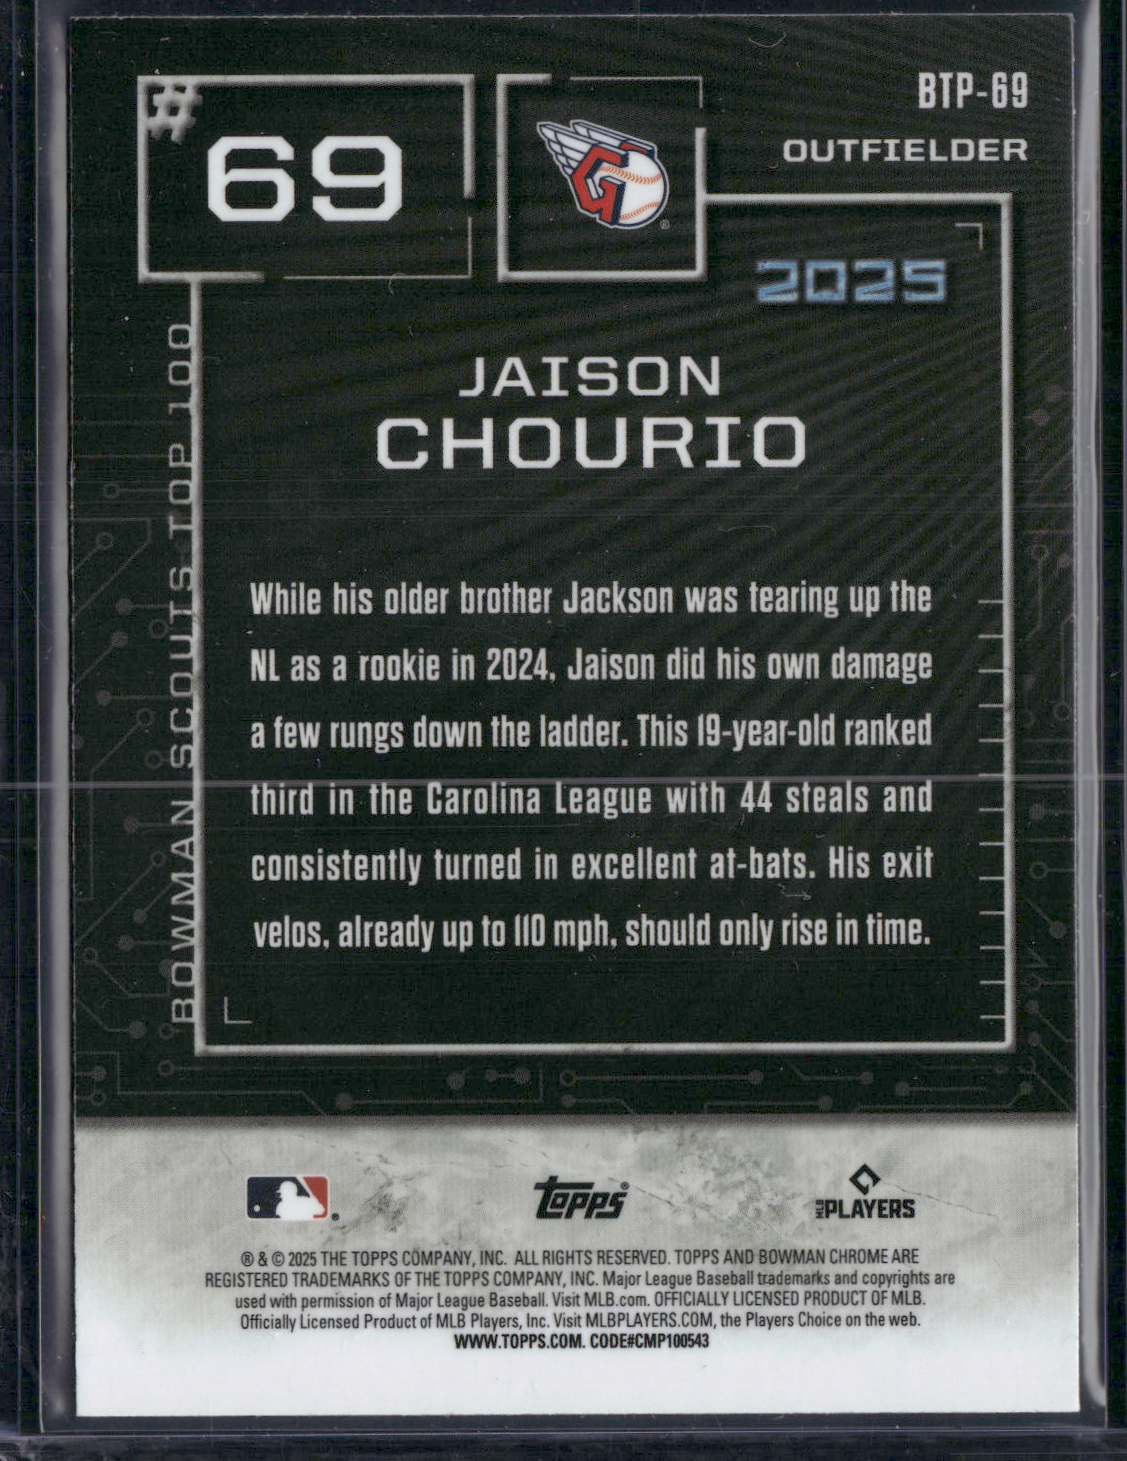 #
69
BTP-69
OUTFIELDER
2025
JAISON
CHOURIO
BOWMAN SCOUTS TOP 100
While his older brother Jackson was tearing up the
NL as a rookie in 2024, Jaison did his own damage
a few rungs down the ladder. This 19-year-old ranked
third in the Carolina League with 44 steals and
consistently turned in excellent at-bats. His exit
velos, already up to 110 mph, should only rise in time.
topps®
MLB PLAYERS
® & © 2025 THE TOPPS COMPANY, INC. ALL RIGHTS RESERVED. TOPPS AND BOWMAN CHROME ARE
REGISTERED TRADEMARKS OF THE TOPPS COMPANY, INC. Major League Baseball trademarks and copyrights are
used with permission of Major League Baseball. Visit MLB.com. OFFICIALLY LICENSED PRODUCT OF MLB.
Officially Licensed Product of MLB Players, Inc. Visit MLBPLAYERS.COM, the Players Choice on the web.
WWW.TOPPS.COM. CODE#CMP100543